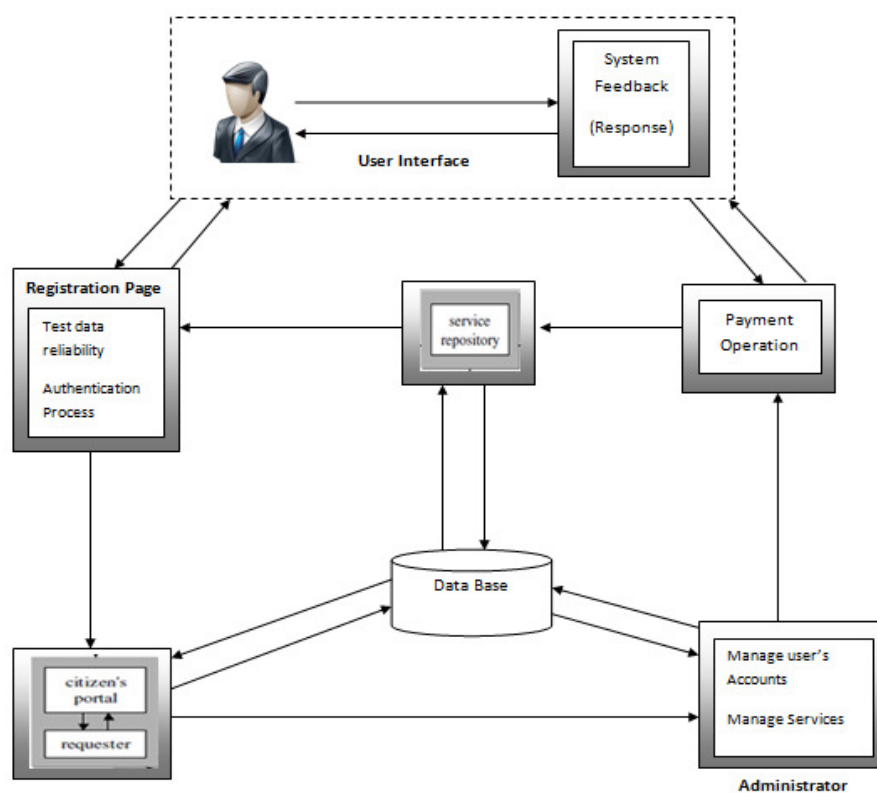 System
Feedback
(Response)
User Interface
Registration Page
Test data
reliability
Authentication
Process
service
repository
Payment
Operation
Data Base
citizen's
portal
requester
Manage user's
Accounts
Manage Services
Administrator